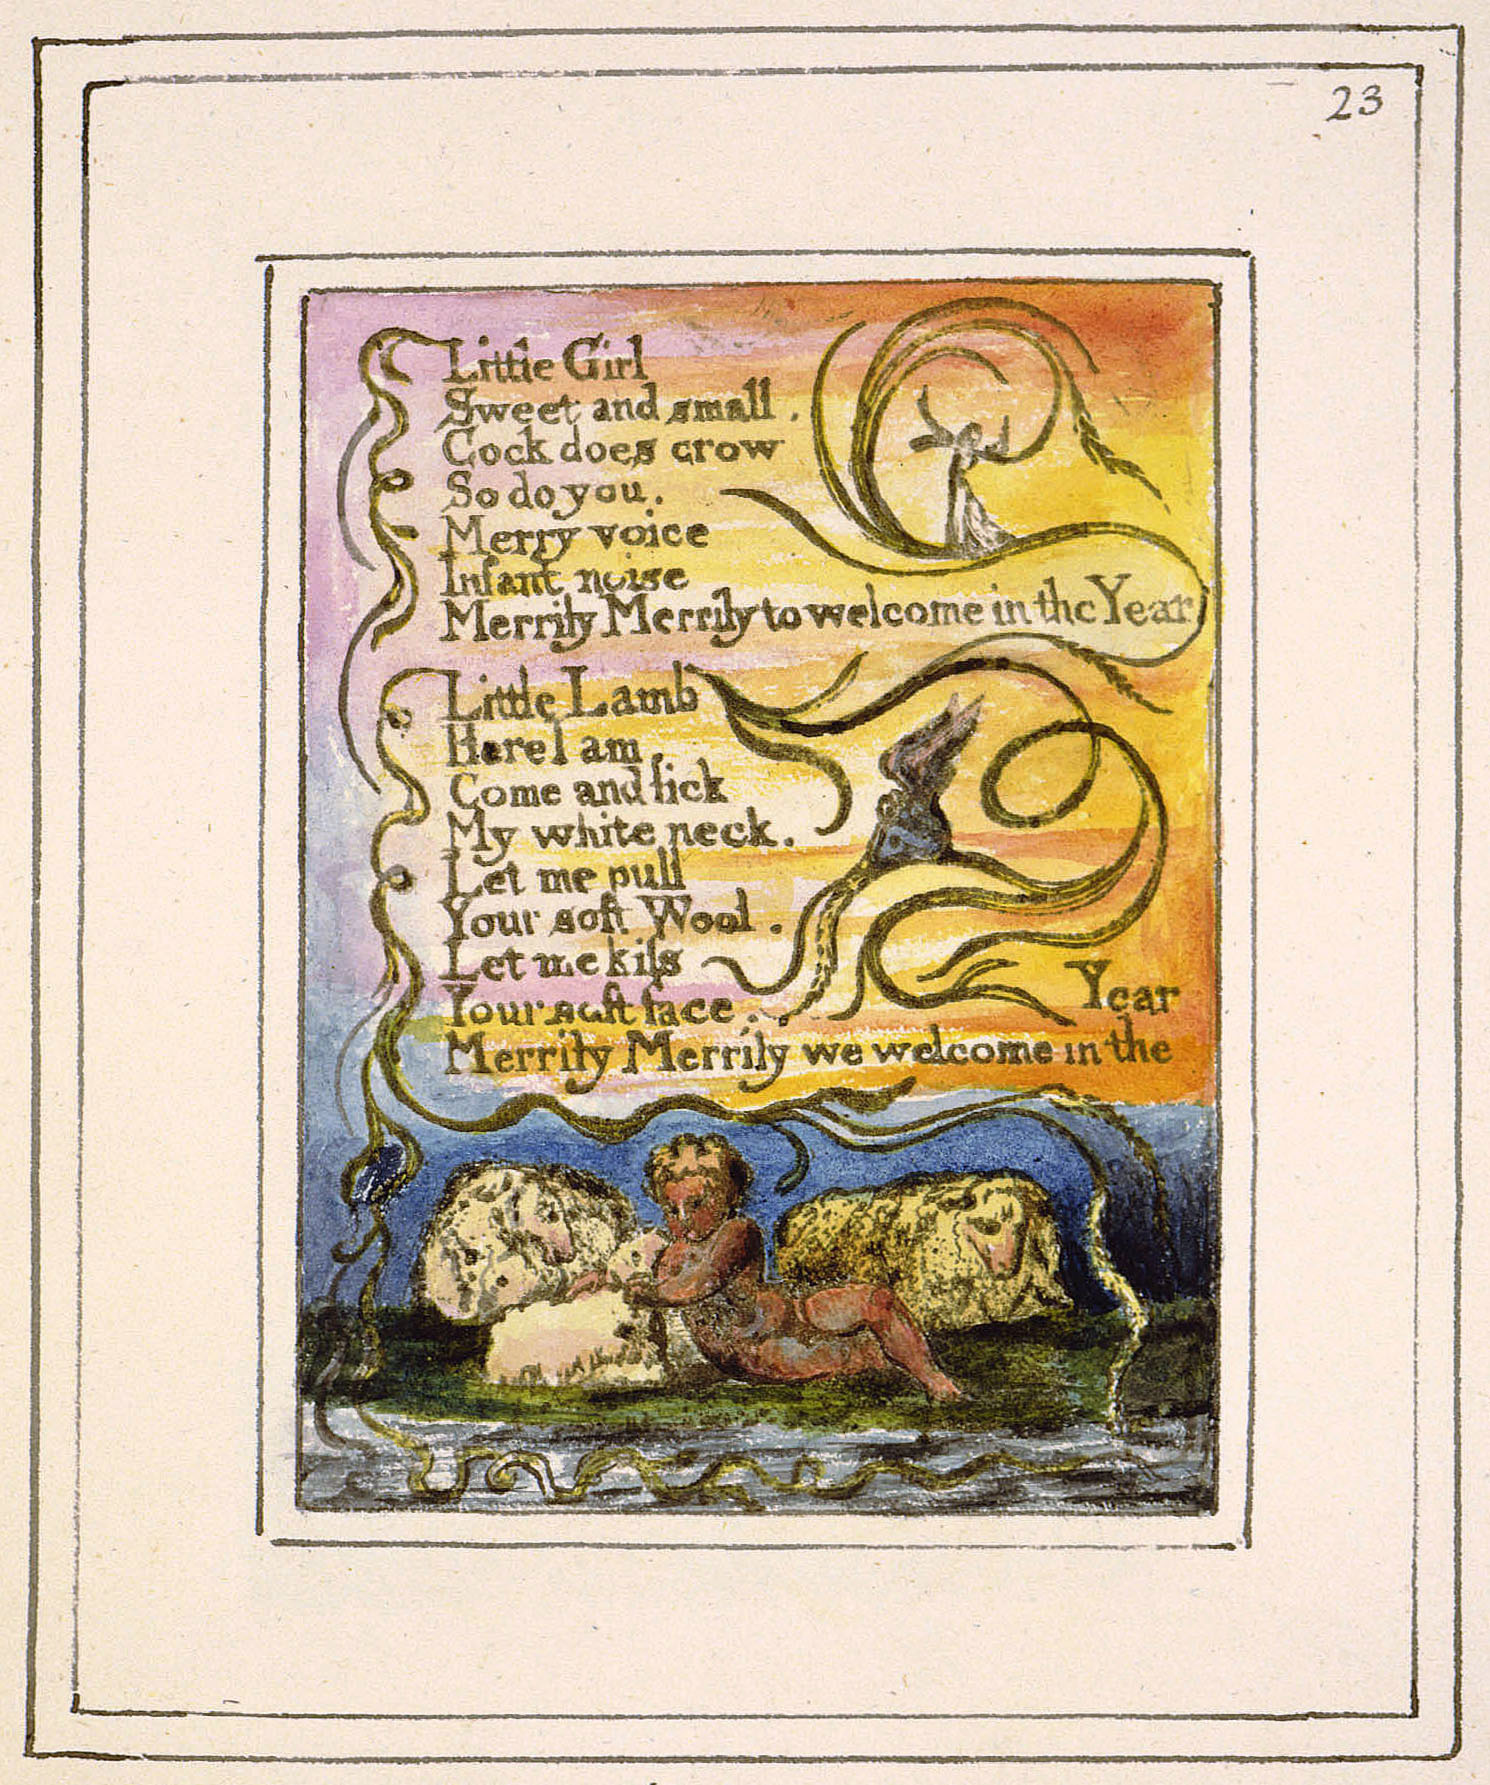 23
Little Girl
Sweet and small.
Cock does crow
So do you.
Merry voice
Infant noise
Merrily Merrily to welcome in the Year
Little Lamb
Here I am.
Come and lick
My white neck.
Let me pull
Your soft Wool.
Let me kiſs
Your soft face.
Merrily Merrily we welcome in the
Year